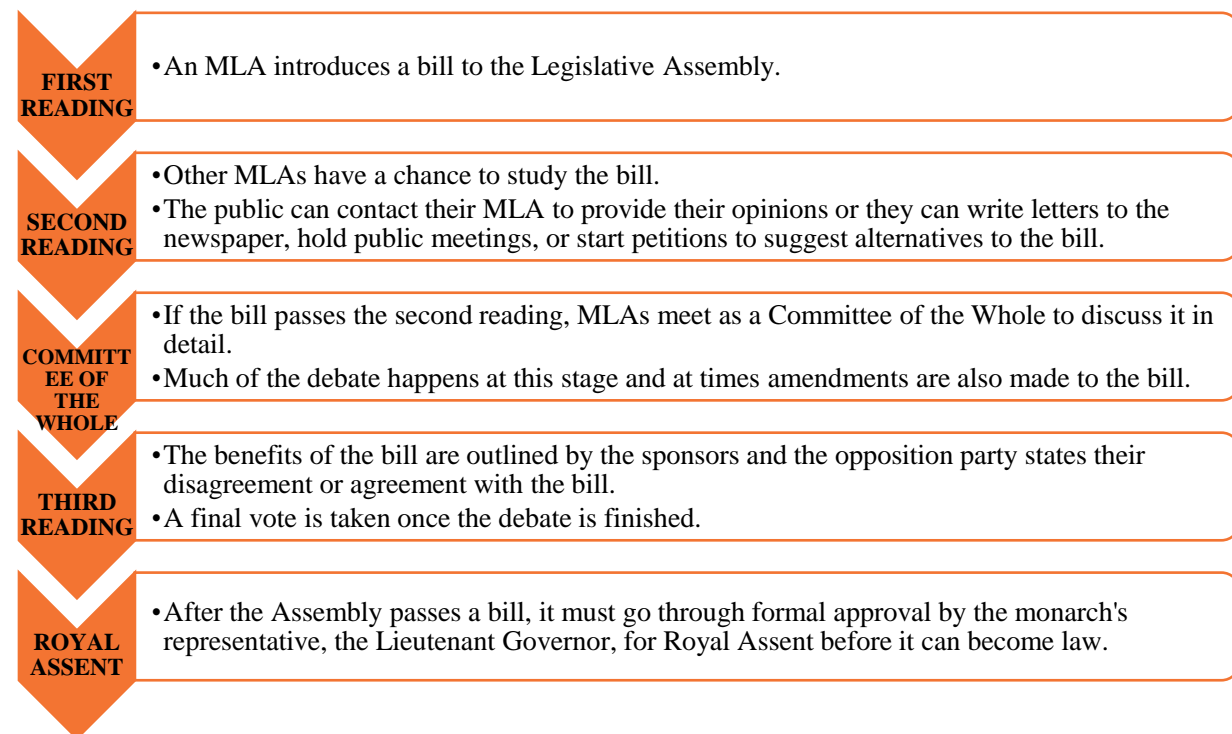 FIRST
READING
•An MLA introduces a bill to the Legislative Assembly.
SECOND
READING
•Other MLAs have a chance to study the bill.
•The public can contact their MLA to provide their opinions or they can write letters to the
newspaper, hold public meetings, or start petitions to suggest alternatives to the bill.
COMMITT
EE OF
THE
WHOLE
•If the bill passes the second reading, MLAs meet as a Committee of the Whole to discuss it in
detail.
•Much of the debate happens at this stage and at times amendments are also made to the bill.
THIRD
READING
•The benefits of the bill are outlined by the sponsors and the opposition party states their
disagreement or agreement with the bill.
•A final vote is taken once the debate is finished.
ROYAL
ASSENT
•After the Assembly passes a bill, it must go through formal approval by the monarch's
representative, the Lieutenant Governor, for Royal Assent before it can become law.